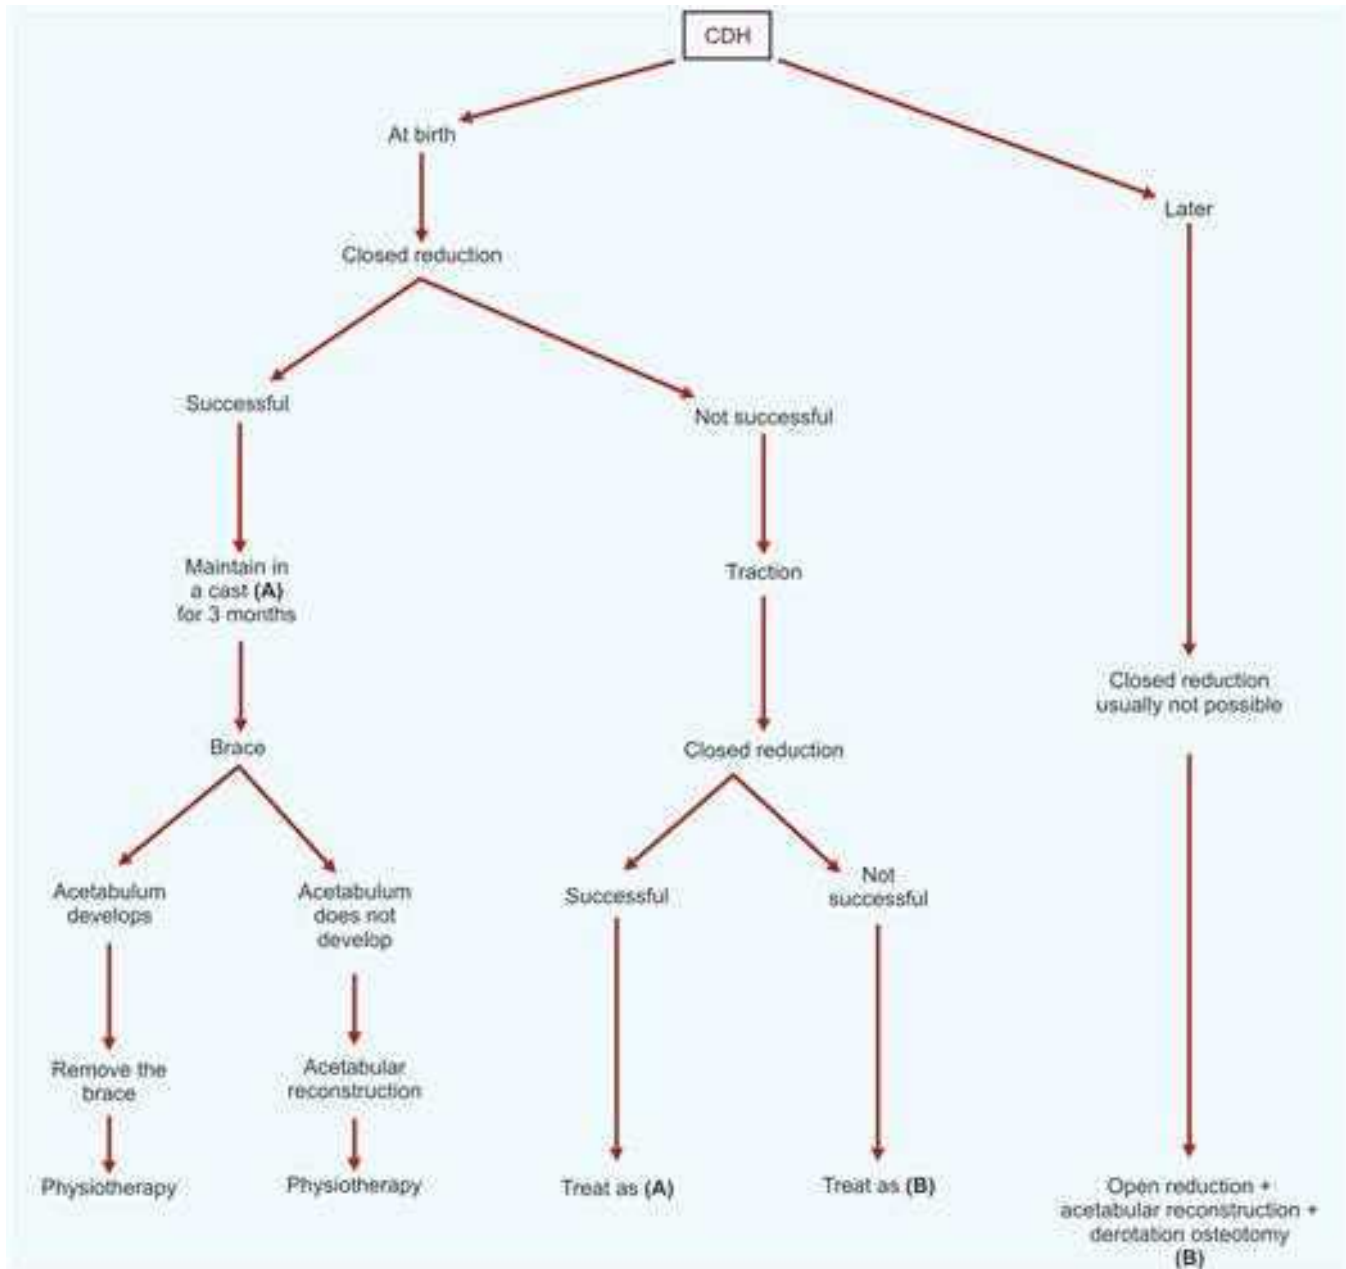 CDH
At birth
Later
Closed reduction
Successful
Not successful
Maintain in
a cast (A)
for 3 months
Traction
Closed reduction
usually not possible
Brace
Closed reduction
Acetabulum
develops
Acetabulum
does not
develop
Successful
Not
successful
Remove the
brace
Acetabular
reconstruction
Physiotherapy
Physiotherapy
Treat as (A)
Treat as (B)
Open reduction +
acetabular reconstruction +
derotation osteotomy
(B)